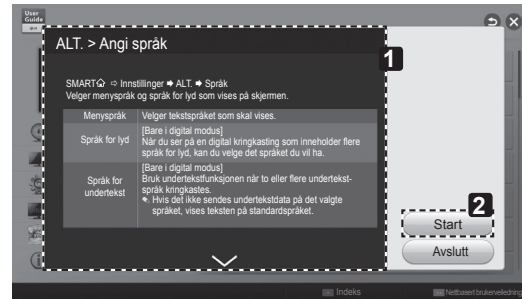 User
Guide
ALT. > Angi språk
1
SMART ⇨ Innstillinger ➡ ALT. ➡ Språk
Velger menyspråk og språk for lyd som vises på skjermen.
Menyspråk
Velger tekstspråket som skal vises.
Språk for lyd
[Bare i digital modus]
Når du ser på en digital kringkasting som inneholder flere
språk for lyd, kan du velge det språket du vil ha.
Språk for
undertekst
[Bare i digital modus]
Bruk undertekstfunksjonen når to eller flere undertekst-
språk kringkastes.
Hvis det ikke sendes undertekstdata på det valgte
språket, vises teksten på standardspråket.
2
Start
Avslutt
Indeks
Nettbasert brukerveiledning